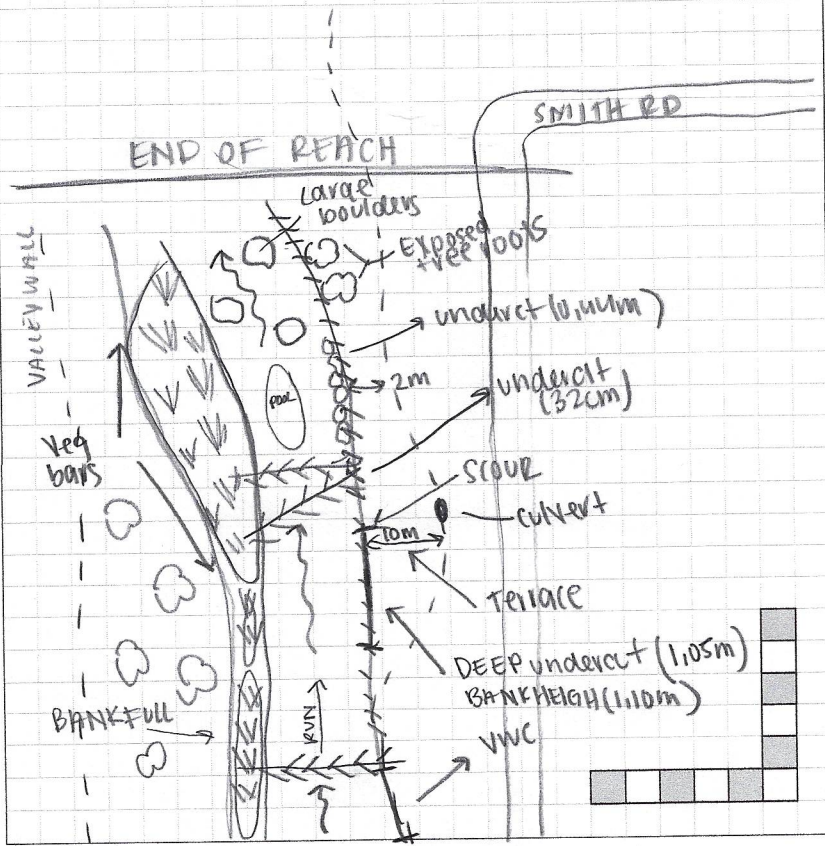 SMITH RD
END OF REACH
Large
boulders
Exposed
tree roots
VALLEY WALL
undercut (0,44m)
2m
undercut
(32cm)
POOL
Veg
bars
SCOUR
culvert
10m
Terrace
DEEP undercut (1,05m)
BANKHEIGH (1,10m)
BANKFULL
RUN
VWC